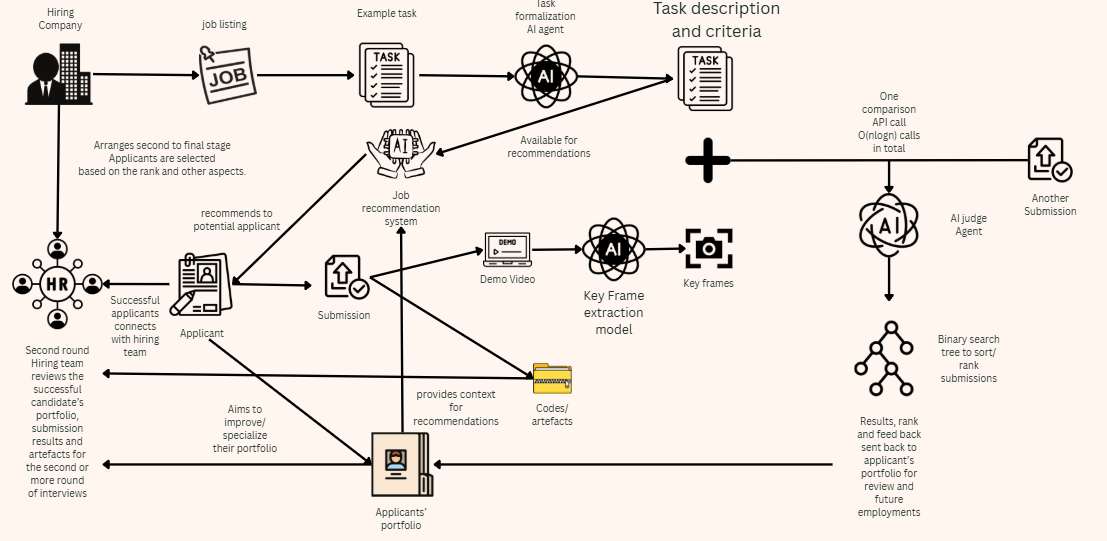 Hiring
Company
job listing
JOB
Example task
TASK
Task
formalization
AI agent
AI
Task description
and criteria
TASK
Arranges second to final stage
Applicants are selected
based on the rank and other aspects.
AI
Job
recommendation
system
Available for
recommendations
One
comparison
API call
O(nlogn) calls
in total
Another
Submission
AI
AI judge
Agent
recommends to
potential applicant
HR
Successful
applicants
connects
with hiring
team
Applicant
Submission
DEMO
Demo Video
AI
Key Frame
extraction
model
Key frames
Binary search
tree to sort/
rank
submissions
Second round
Hiring team
reviews the
successful
candidate's
portfolio,
submission
results and
artefacts for
the second or
more round
of interviews
Aims to
improve/
specialize
their portfolio
provides context
for
recommendations
Codes/
artefacts
Applicants'
portfolio
Results, rank
and feed back
sent back to
applicant's
portfolio for
review and
future
employments